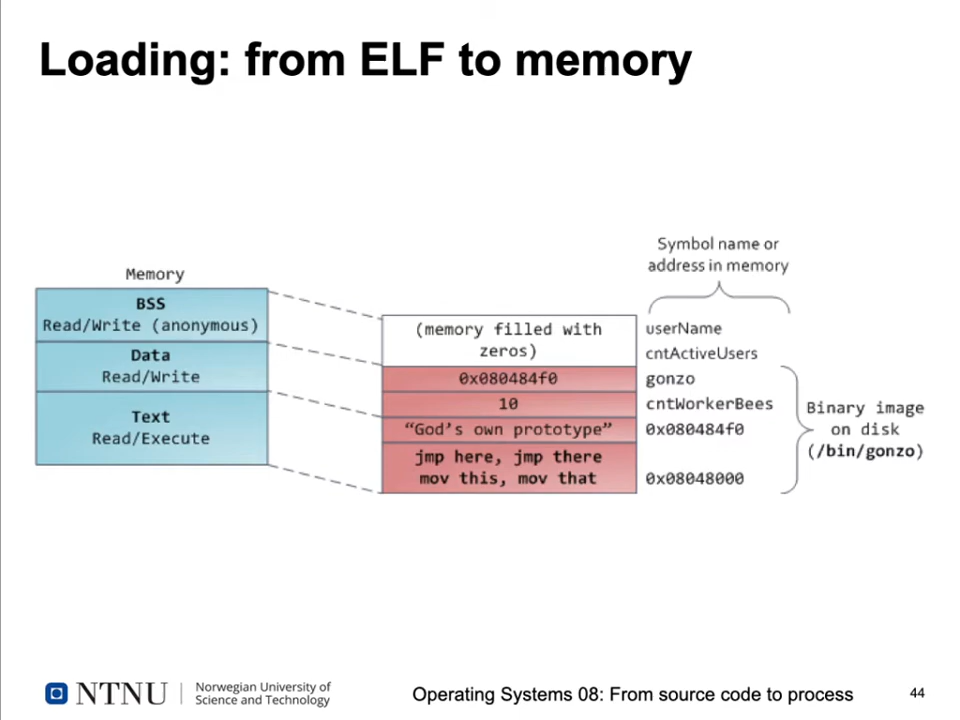 Loading: from ELF to memory
Symbol name or
address in memory
Memory
BSS
Read/Write (anonymous)
Data
Read/Write
Text
Read/Execute
(memory filled with
zeros)
0x080484f0
10
“God’s own prototype”
jmp here, jmp there
mov this, mov that
userName
cntActiveUsers
gonzo
cntWorkerBees
0x080484f0
0x08048000
Binary image
on disk
(/bin/gonzo)
NTNU
Norwegian University of
Science and Technology
Operating Systems 08: From source code to process
44